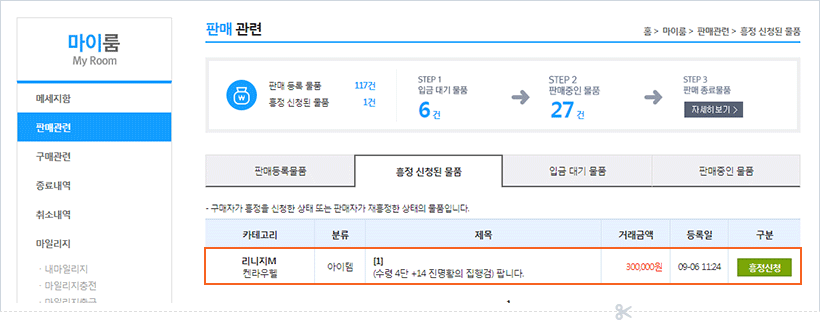 마이룸
My Room
메세지함
판매관련
구매관련
종료내역
취소내역
마일리지
· 내마일리지
· 마일리지충전
· 마일리지출금
판매 관련
홈 > 마이룸 > 판매관련 > 흥정 신청된 물품
판매 등록 물품 117건
흥정 신청된 물품 1건
STEP 1
입금 대기 물품
6 건
STEP 2
판매중인 물품
27 건
STEP 3
판매 종료물품
자세히보기 >
판매등록물품 흥정 신청된 물품 입금 대기 물품 판매중인 물품
- 구매자가 흥정을 신청한 상태 또는 판매자가 재흥정한 상태의 물품입니다.
카테고리 분류 제목 거래금액 등록일 구분
리니지M
켄라우헬
아이템
[1]
(수령 4단 +14 진명황의 집행검) 팝니다.
300,000원
09-06 11:24
흥정신청